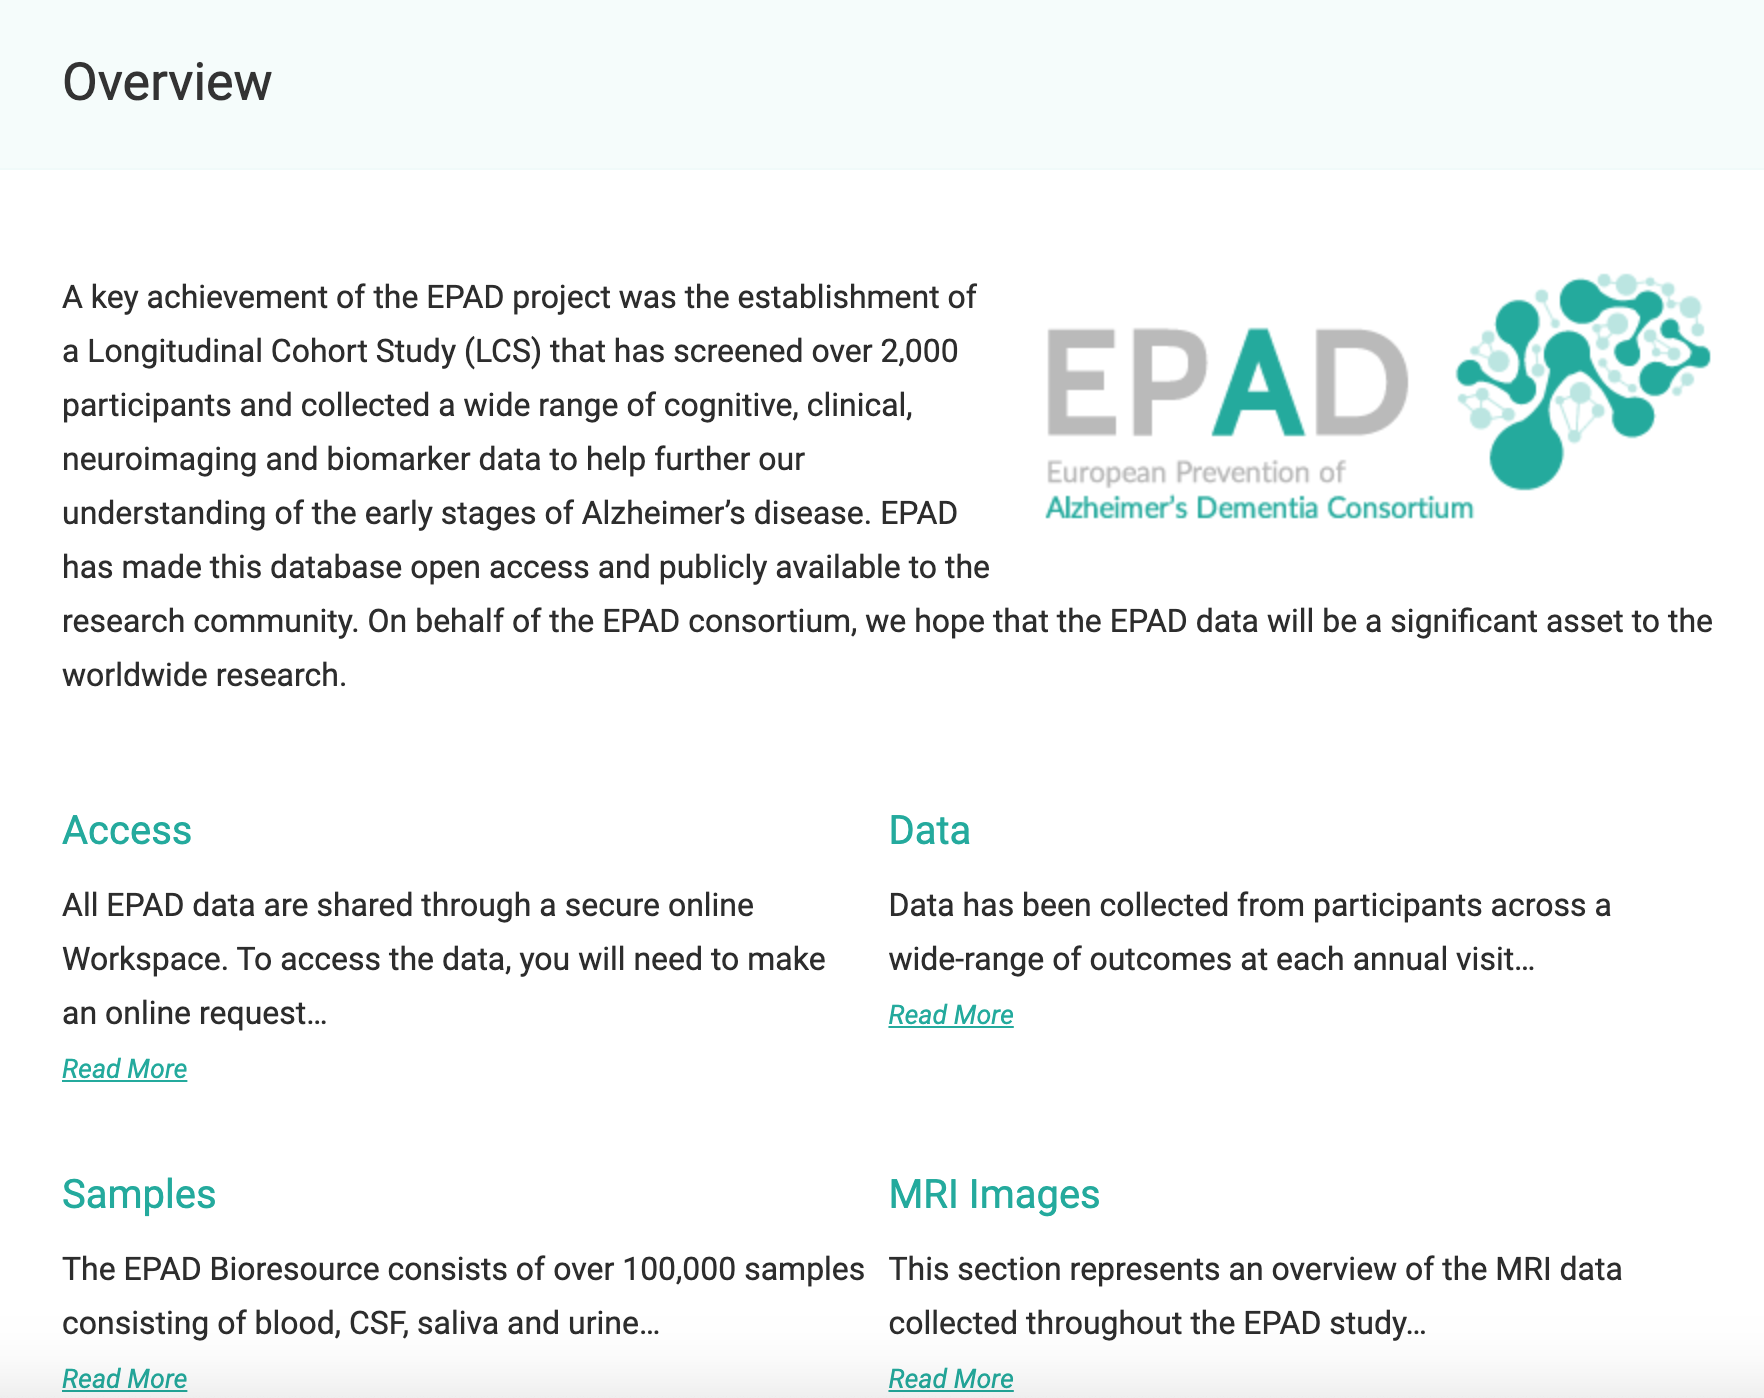 Overview
A key achievement of the EPAD project was the establishment of
a Longitudinal Cohort Study (LCS) that has screened over 2,000
participants and collected a wide range of cognitive, clinical,
neuroimaging and biomarker data to help further our
understanding of the early stages of Alzheimer’s disease. EPAD
has made this database open access and publicly available to the
research community. On behalf of the EPAD consortium, we hope that the EPAD data will be a significant asset to the
worldwide research.
EPAD
European Prevention of
Alzheimer’s Dementia Consortium
Access
All EPAD data are shared through a secure online
Workspace. To access the data, you will need to make
an online request…
Read More
Data
Data has been collected from participants across a
wide-range of outcomes at each annual visit…
Read More
Samples
The EPAD Bioresource consists of over 100,000 samples
consisting of blood, CSF, saliva and urine…
Read More
MRI Images
This section represents an overview of the MRI data
collected throughout the EPAD study…
Read More